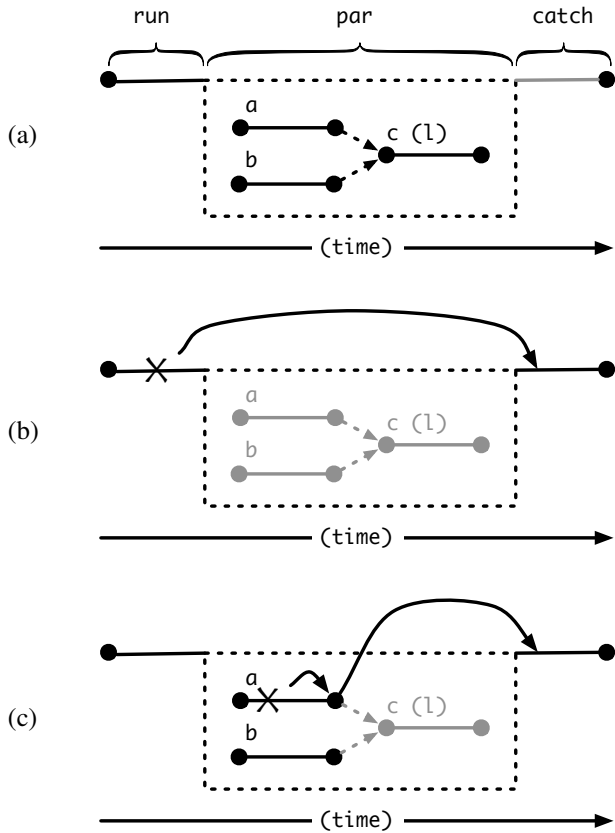 run par catch
a
(a) c (l)
b
(time)
a
(b) c (l)
b
(time)
a
(c) c (l)
b
(time)